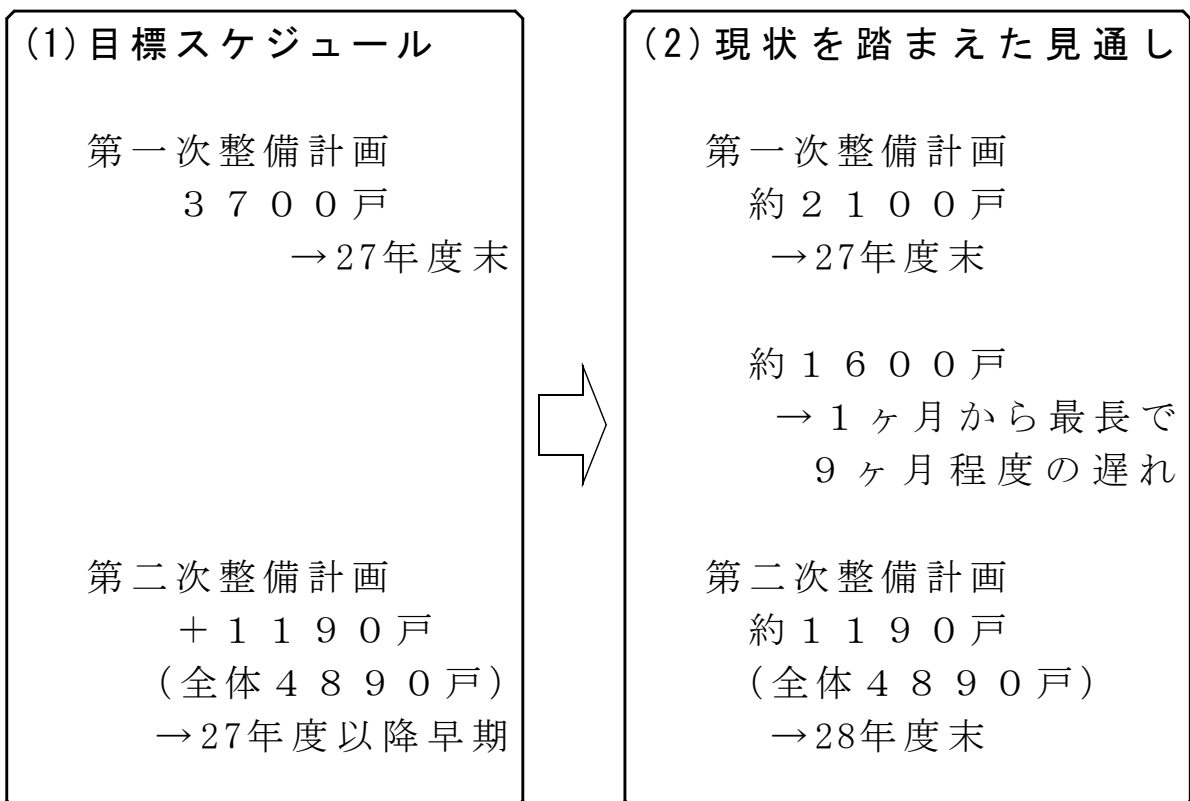 (1)目標スケジュール
第一次整備計画
３７００戸
→27年度末
第二次整備計画
＋１１９０戸
(全体４８９０戸)
→27年度以降早期
(2)現状を踏まえた見通し
第一次整備計画
約２１００戸
→27年度末
約１６００戸
→１ヶ月から最長で
９ヶ月程度の遅れ
第二次整備計画
約１１９０戸
(全体４８９０戸)
→28年度末